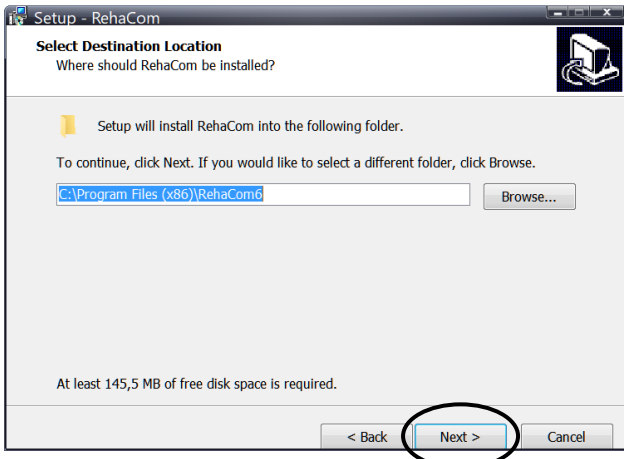 Setup - RehaCom
Select Destination Location
Where should RehaCom be installed?
Setup will install RehaCom into the following folder.
To continue, click Next. If you would like to select a different folder, click Browse.
C:\Program Files (x86)\RehaCom6
Browse...
At least 145,5 MB of free disk space is required.
< Back
Next >
Cancel